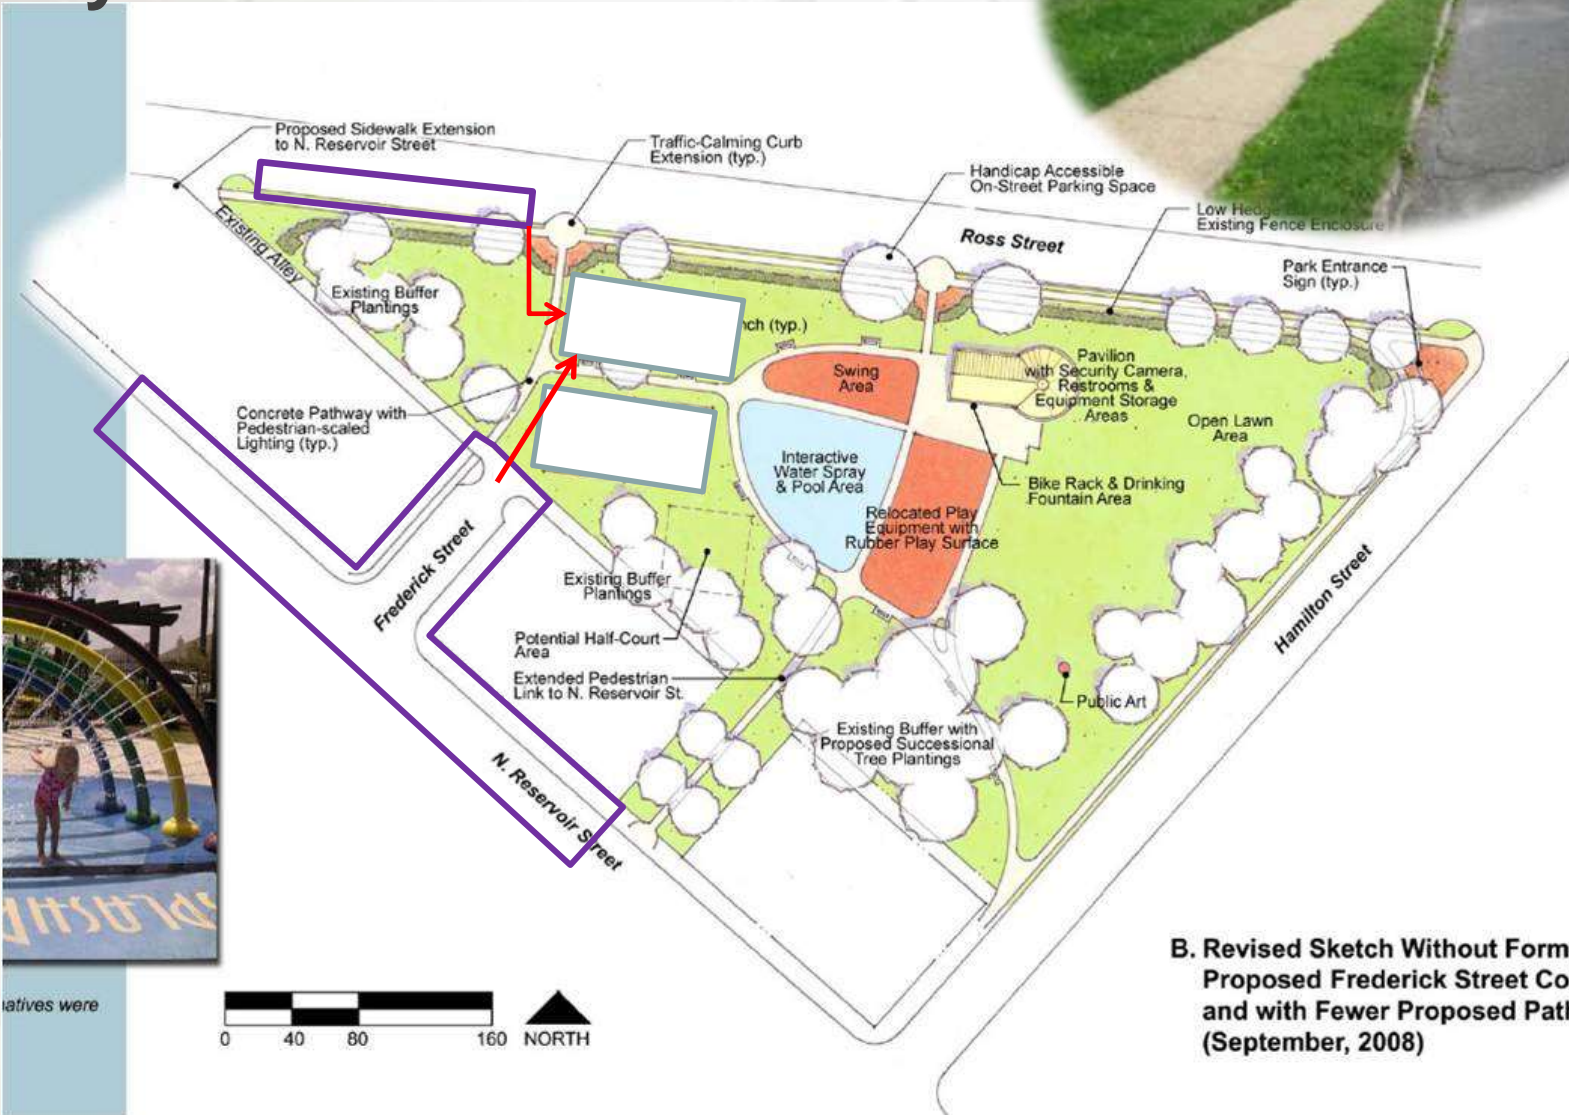 Proposed Sidewalk Extension
to N. Reservoir Street
Traffic-Calming Curb
Extension (typ.)
Handicap Accessible
On-Street Parking Space
Low
Existing Fence Enclosure
Ross Street
Park Entrance
Sign (typ.)
Existing Alley
Existing Buffer
Plantings
(typ.)
Swing
Area
Pavilion
with Security Camera,
Restrooms &
Equipment Storage
Areas
Open Lawn
Area
Concrete Pathway with
Pedestrian-scaled
Lighting (typ.)
Interactive
Water Spray
& Pool Area
Bike Rack & Drinking
Fountain Area
Relocated Play
Equipment with
Rubber Play Surface
Frederick Street
Existing Buffer
Plantings
Hamilton Street
Potential Half-Court
Area
Extended Pedestrian
Link to N. Reservoir St.
Public Art
Existing Buffer with
Proposed Successional
Tree Plantings
N. Reservoir Street
B. Revised Sketch Without Form
Proposed Frederick Street Co
and with Fewer Proposed Pat
(September, 2008)
natives were
0 40 80 160 NORTH